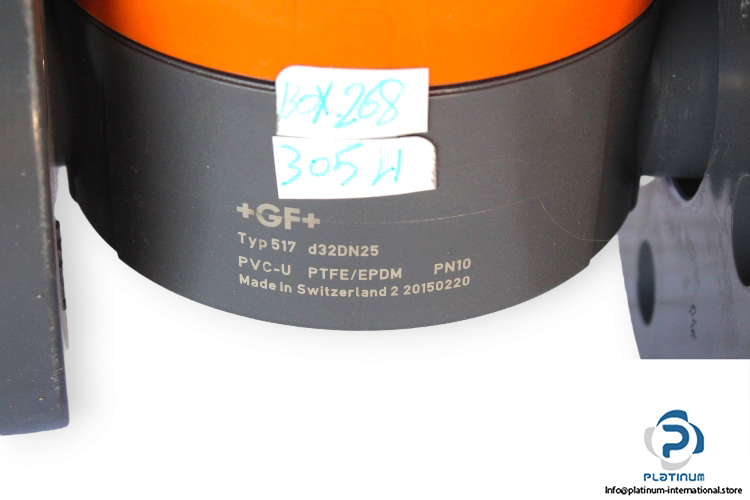 BOX.268
305H
+GF+
Typ 517 d32DN25
PVC-U PTFE/EPDM PN10
Made in Switzerland 2 20150220
PLATINUM
Info@platinum-international.store